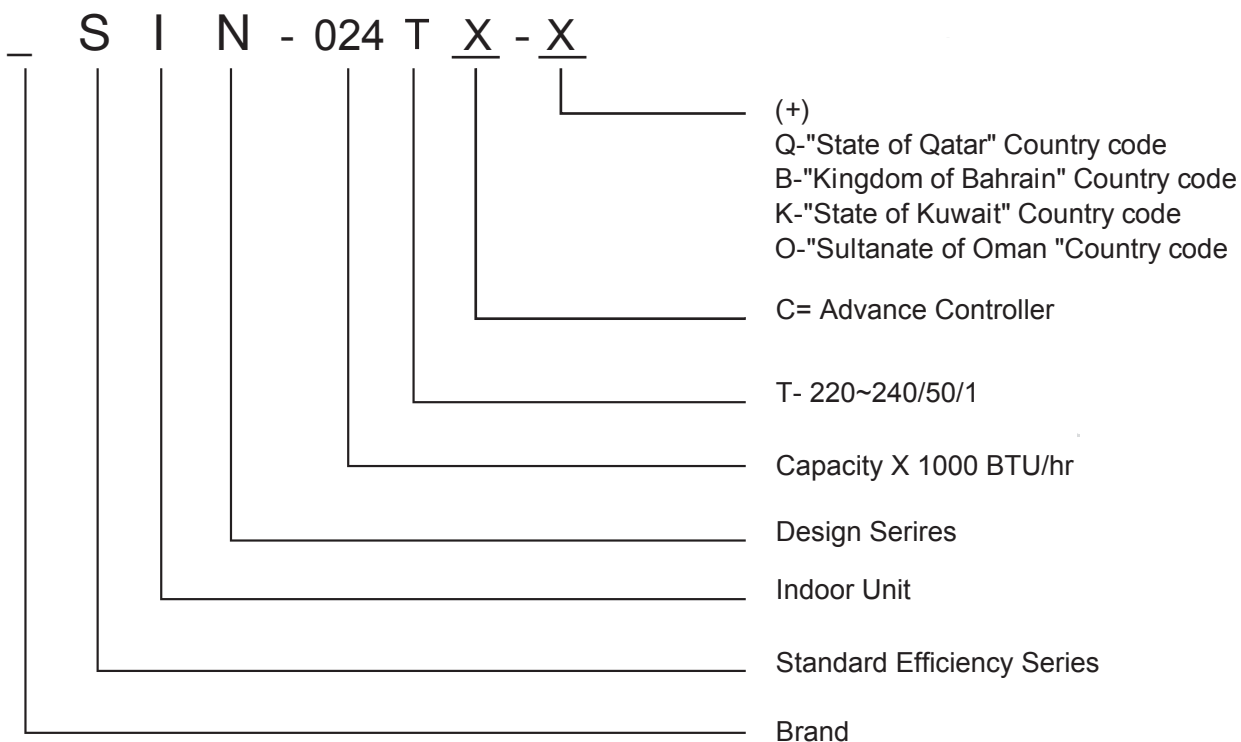 _ S I N - 024 T X - X
(+)
Q-"State of Qatar" Country code
B-"Kingdom of Bahrain" Country code
K-"State of Kuwait" Country code
O-"Sultanate of Oman "Country code
C= Advance Controller
T- 220~240/50/1
Capacity X 1000 BTU/hr
Design Serires
Indoor Unit
Standard Efficiency Series
Brand